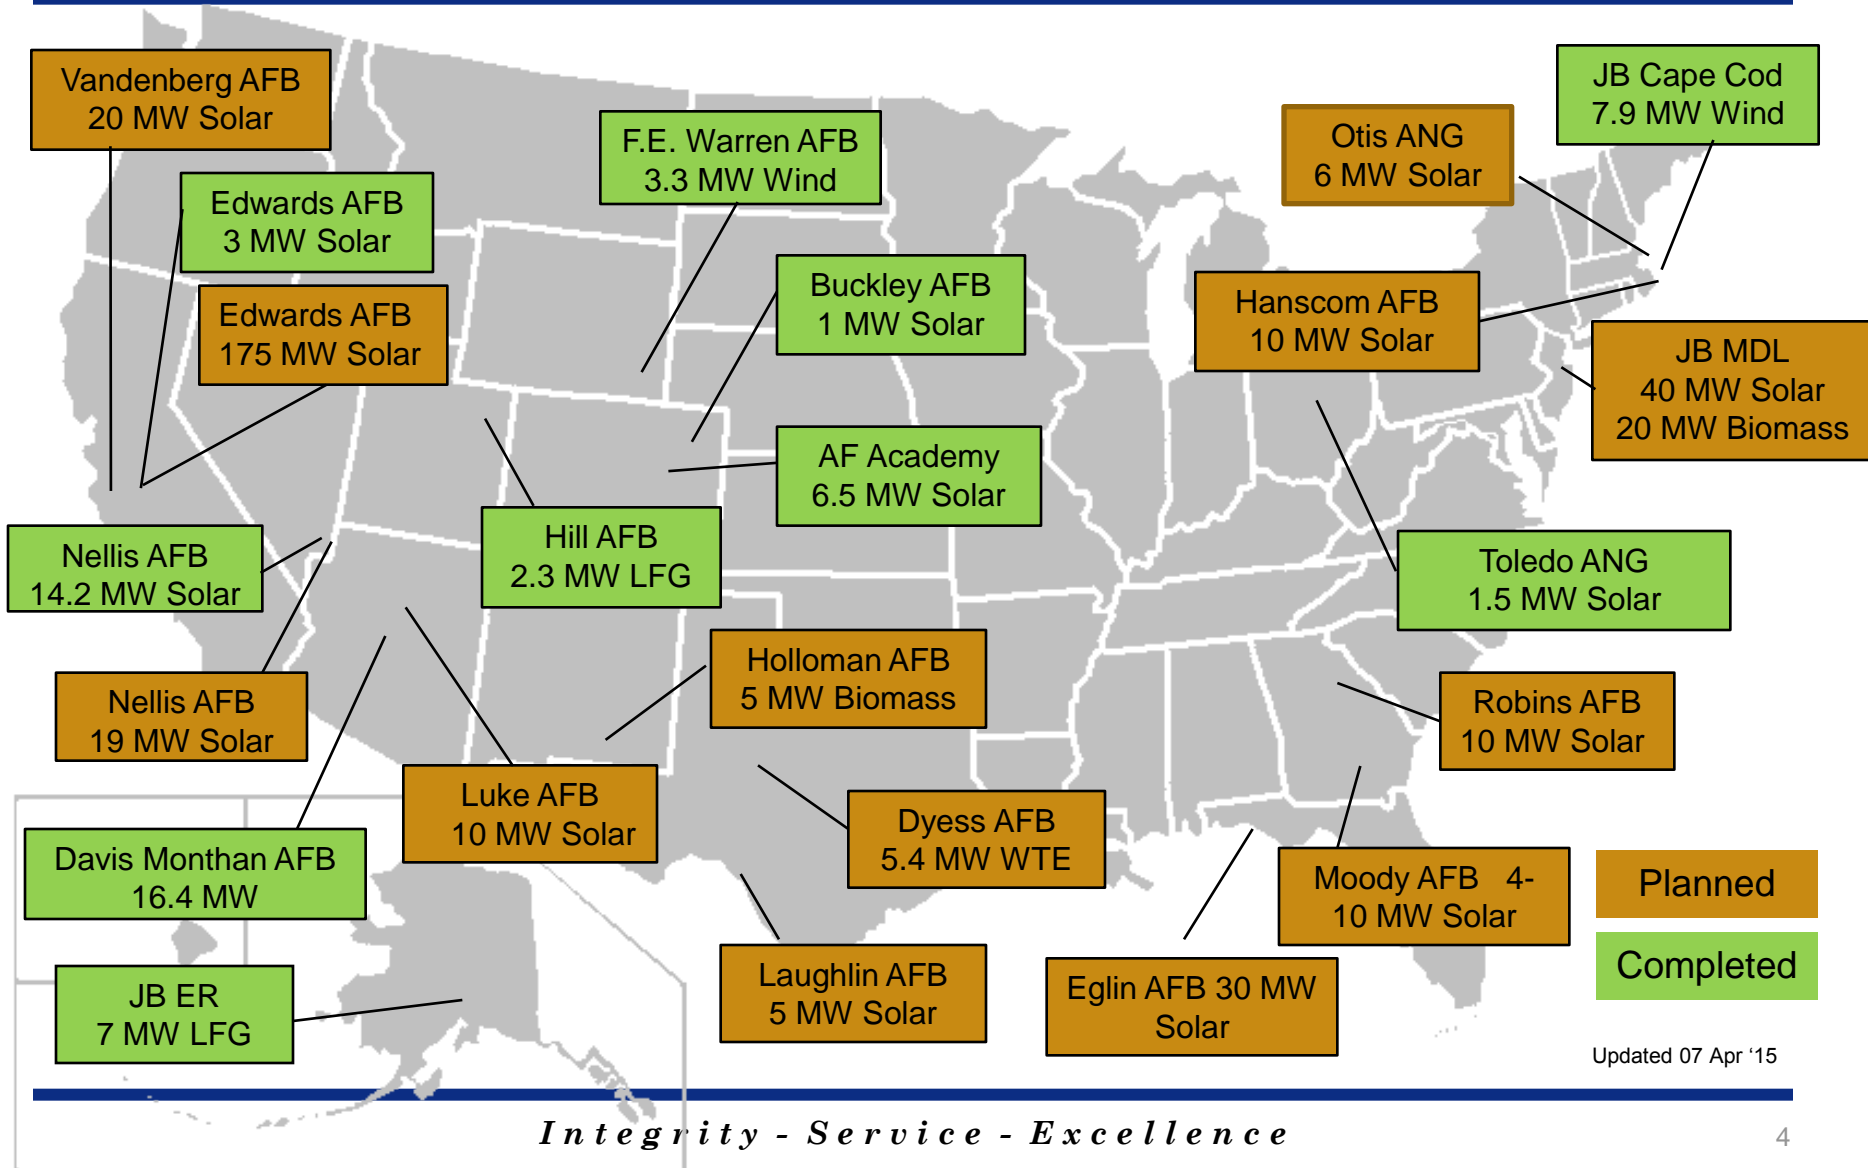 Vandenberg AFB
20 MW Solar
JB Cape Cod
7.9 MW Wind
F.E. Warren AFB
3.3 MW Wind
Otis ANG
6 MW Solar
Edwards AFB
3 MW Solar
Buckley AFB
1 MW Solar
Hanscom AFB
10 MW Solar
Edwards AFB
175 MW Solar
JB MDL
40 MW Solar
20 MW Biomass
AF Academy
6.5 MW Solar
Nellis AFB
14.2 MW Solar
Hill AFB
2.3 MW LFG
Toledo ANG
1.5 MW Solar
Holloman AFB
5 MW Biomass
Nellis AFB
19 MW Solar
Robins AFB
10 MW Solar
Luke AFB
10 MW Solar
Dyess AFB
5.4 MW WTE
Davis Monthan AFB
16.4 MW
Moody AFB 4-
10 MW Solar
Planned
Completed
Laughlin AFB
5 MW Solar
Eglin AFB 30 MW
Solar
JB ER
7 MW LFG
Updated 07 Apr ‘15
Integrity - Service - Excellence
4